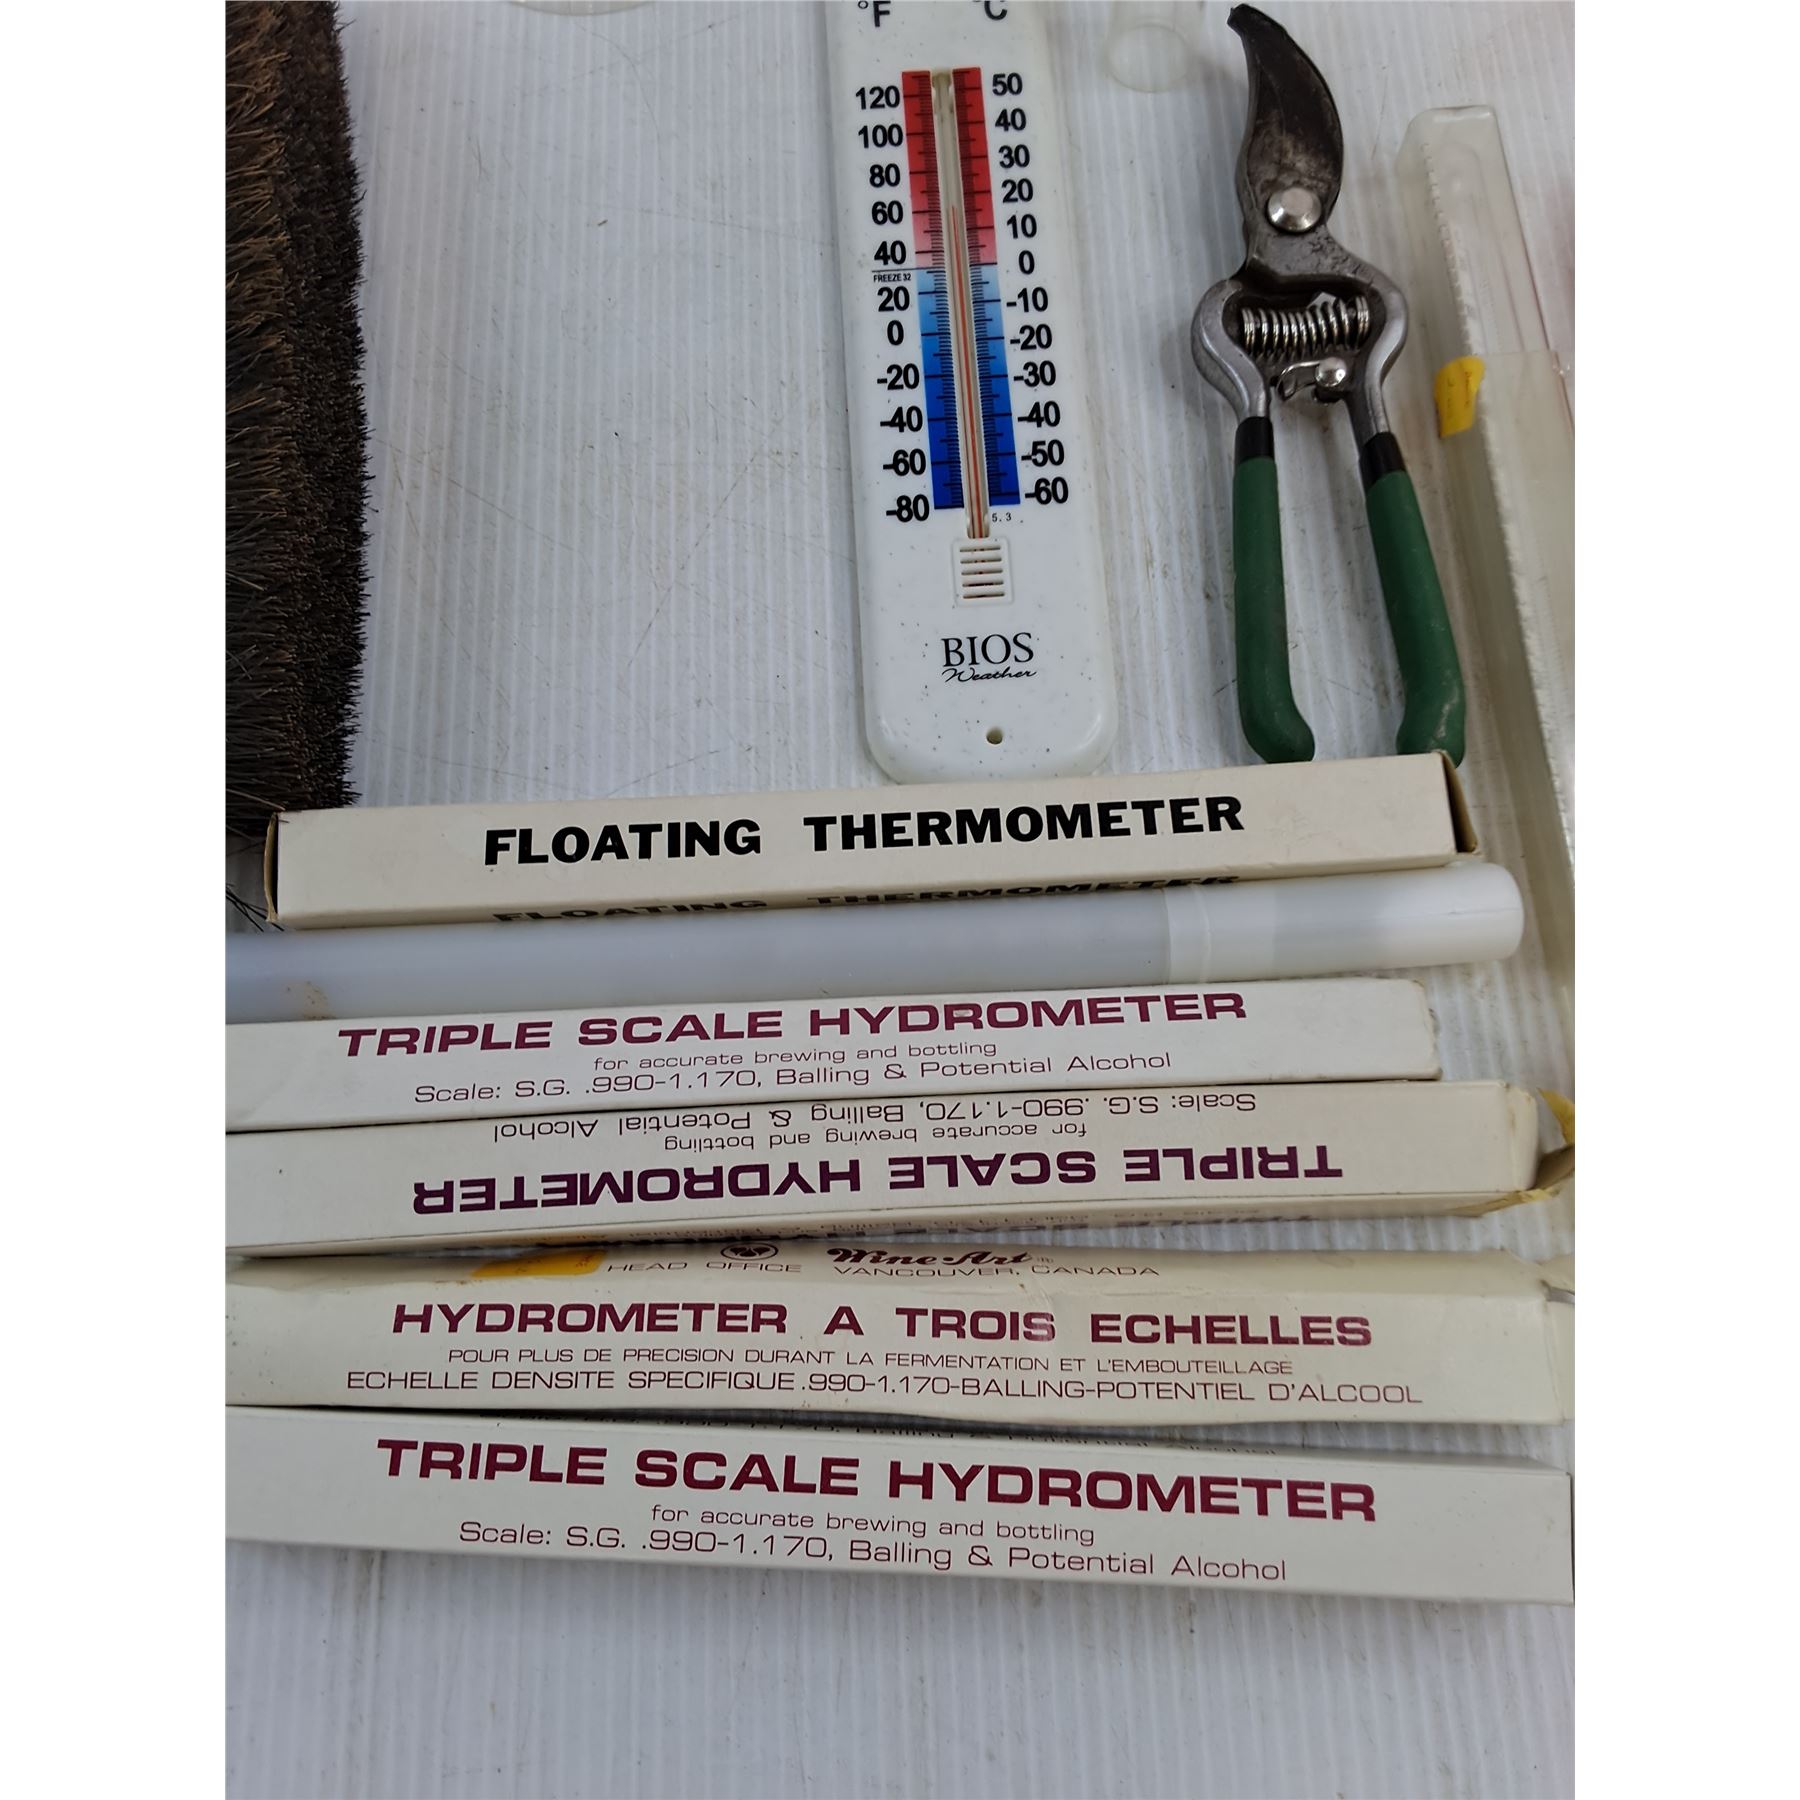 °F °C
120 50
100 40
80 30
60 20
40 10
FREEZE 32 0
20 -10
0 -20
-20 -30
-40 -40
-60 -50
-80 -60
5.3
BIOS
Weather
FLOATING THERMOMETER
FLOATING THERMOMETER
TRIPLE SCALE HYDROMETER
for accurate brewing and bottling
Scale: S.G. .990-1.170, Balling & Potential Alcohol
TRIPLE SCALE HYDROMETER
for accurate brewing and bottling
Scale: S.G. .990-1.170, Balling & Potential Alcohol
Wine-Art®
HEAD OFFICE VANCOUVER, CANADA
HYDROMETER A TROIS ECHELLES
POUR PLUS DE PRECISION DURANT LA FERMENTATION ET L'EMBOUTEILLAGE
ECHELLE DENSITE SPECIFIQUE .990-1.170-BALLING-POTENTIEL D'ALCOOL
TRIPLE SCALE HYDROMETER
for accurate brewing and bottling
Scale: S.G. .990-1.170, Balling & Potential Alcohol